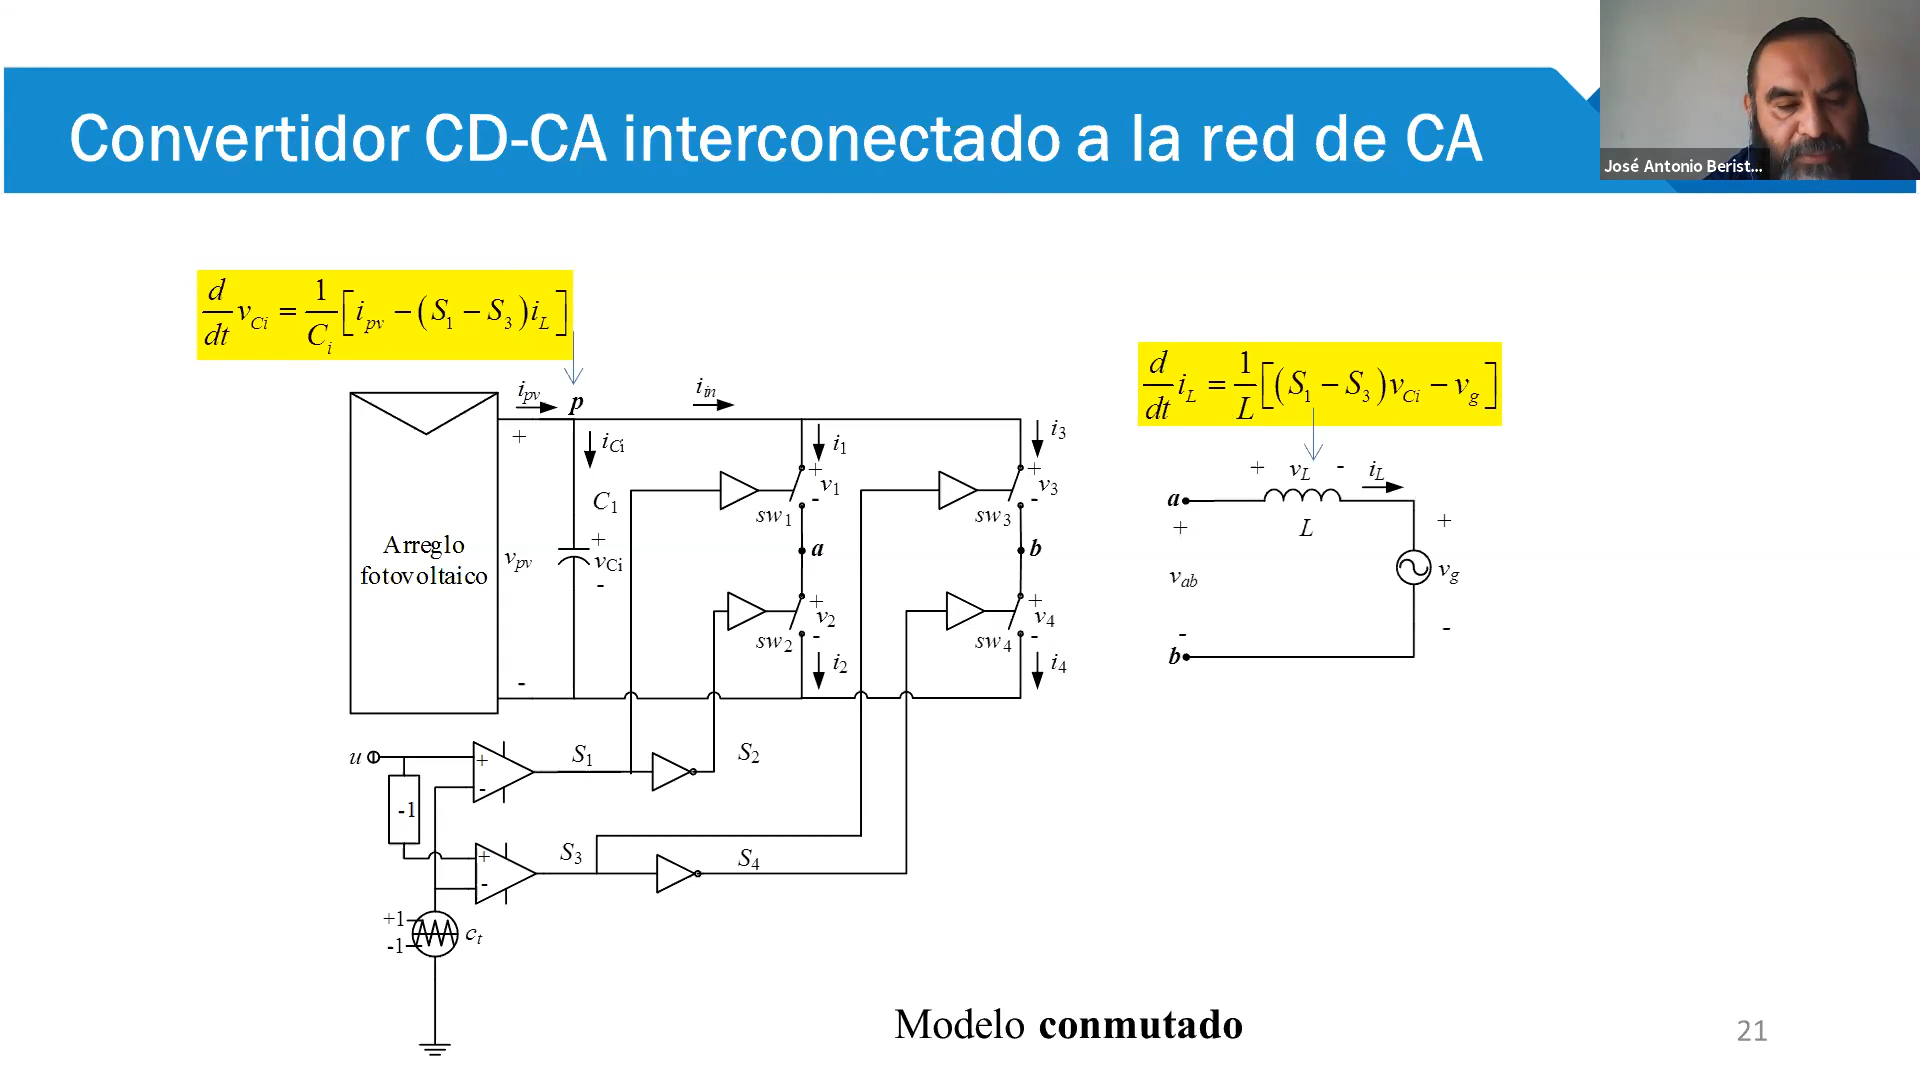 José Antonio Berist...
Convertidor CD-CA interconectado a la red de CA
d/dt v_Ci = 1/C_i [i_pv − (S_1 − S_3) i_L]
d/dt i_L = 1/L [(S_1 − S_3) v_Ci − v_g]
i_pv
p
i_in
+
i_Ci
i_1
i_3
+
v_1
-
+
v_3
-
C_1
sw_1
sw_3
Arreglo
fotovoltaico
v_pv
+
v_Ci
-
a
b
+
v_2
-
+
v_4
-
sw_2
sw_4
i_2
i_4
-
+ v_L - i_L
a
L
+
+
v_ab
v_g
-
-
b
u
+
-
S_1
S_2
-1
+
-
S_3
S_4
+1
-1
c_t
Modelo conmutado
21